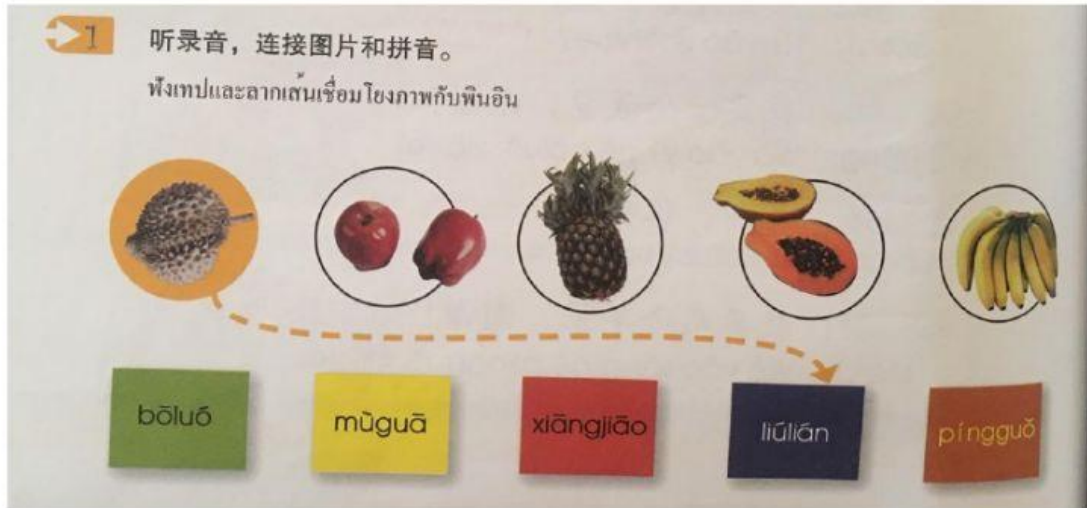 1 听录音，连接图片和拼音。
ฟังเทปและลากเส้นเชื่อมโยงภาพกับพินอิน
bōluó mùguā xiāngjiāo liúlián píngguǒ